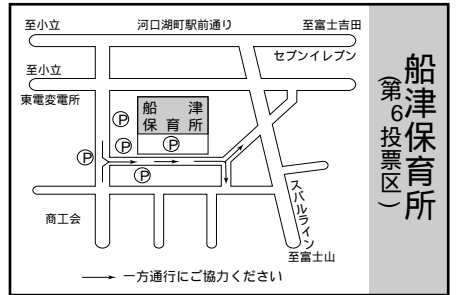 至小立
河口湖町駅前通り
至富士吉田
セブンイレブン
至小立
東電変電所
船津
保育所
P
P
P
P
P
商工会
スバルライン
至富士山
→ 一方通行にご協力ください
船津保育所
(第6投票区)